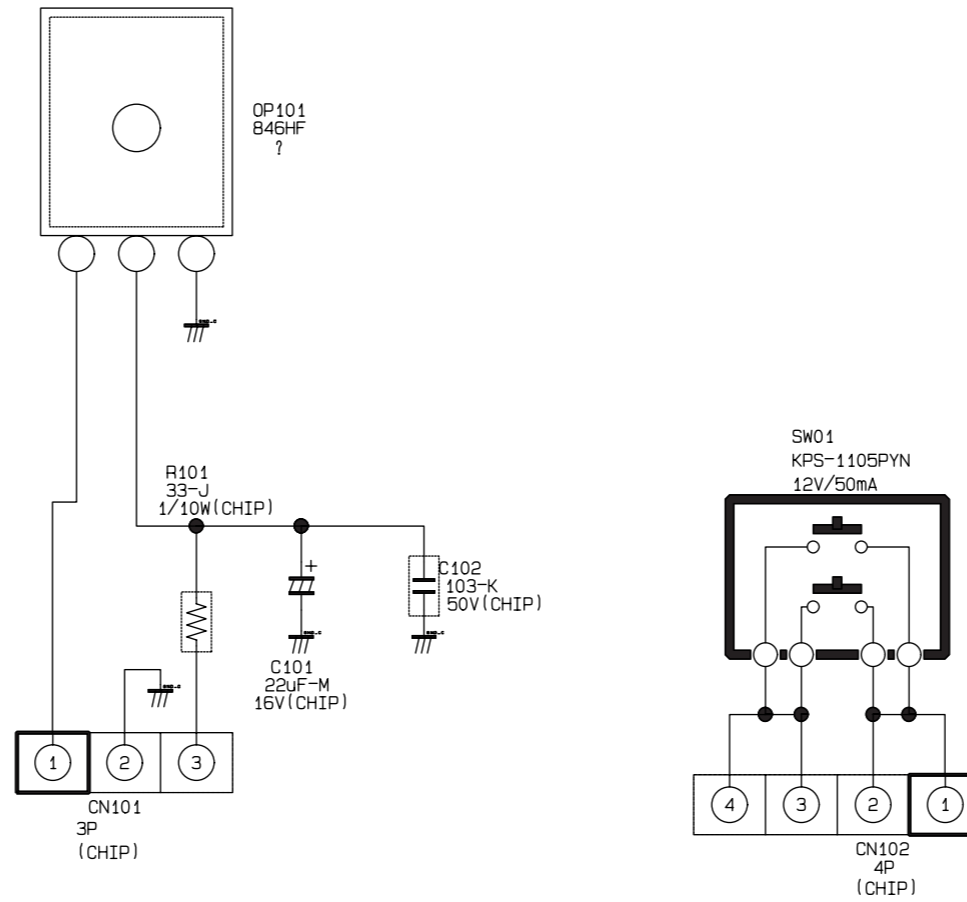 OP101
846HF
?
R101
33-J
1/10W(CHIP)
+
C102
103-K
50V(CHIP)
C101
22uF-M
16V(CHIP)
1
2
3
CN101
3P
(CHIP)
SW01
KPS-1105PYN
12V/50mA
4
3
2
1
CN102
4P
(CHIP)